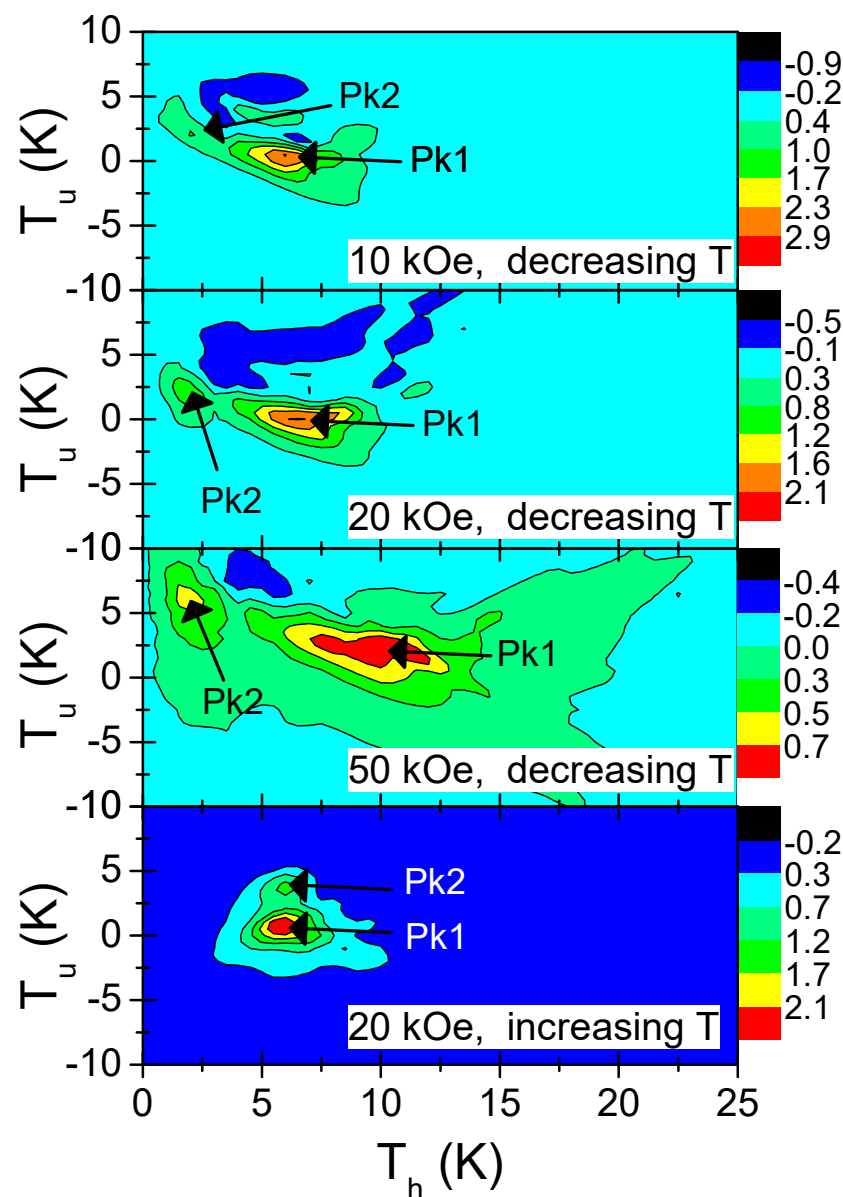 10
5
0
-5
-10
T_u (K)
Pk2
Pk1
10 kOe, decreasing T
-0.9
-0.2
0.4
1.0
1.7
2.3
2.9
5
0
-5
-10
T_u (K)
Pk1
Pk2
20 kOe, decreasing T
-0.5
-0.1
0.3
0.8
1.2
1.6
2.1
5
0
-5
-10
T_u (K)
Pk1
Pk2
50 kOe, decreasing T
-0.4
-0.2
0.0
0.3
0.5
0.7
5
0
-5
-10
T_u (K)
Pk2
Pk1
20 kOe, increasing T
-0.2
0.3
0.7
1.2
1.7
2.1
0 5 10 15 20 25
T_h (K)